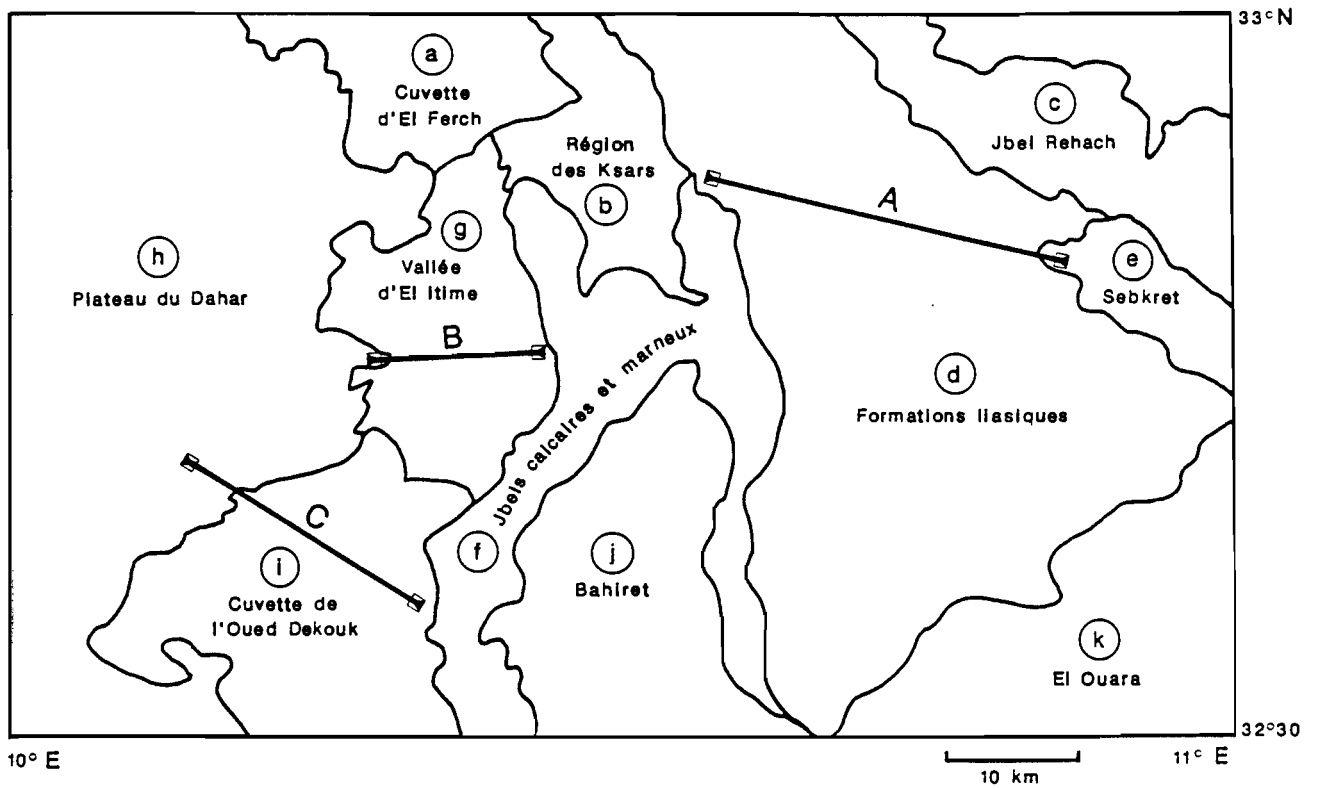 33°N
a
Cuvette
d'El Ferch
c
Jbel Rehach
Région
des Ksars
b
A
g
Vallée
d'El Itime
h
Plateau du Dahar
e
Sebkret
B
Jbels calcaires et marneux
d
Formations liasiques
C
f
i
Cuvette de
l'Oued Dekouk
j
Bahiret
k
El Ouara
32°30
10° E
11° E
10 km